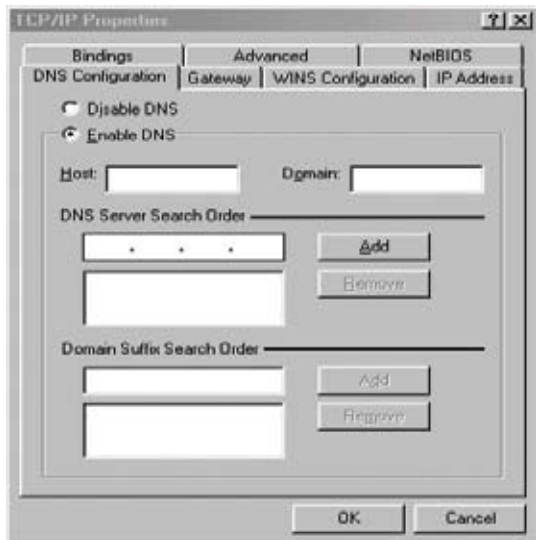 TCP/IP Properties
Bindings Advanced NetBIOS
DNS Configuration Gateway WINS Configuration IP Address
Disable DNS
Enable DNS
Host: Domain:
DNS Server Search Order
Add
Remove
Domain Suffix Search Order
Add
Remove
OK Cancel